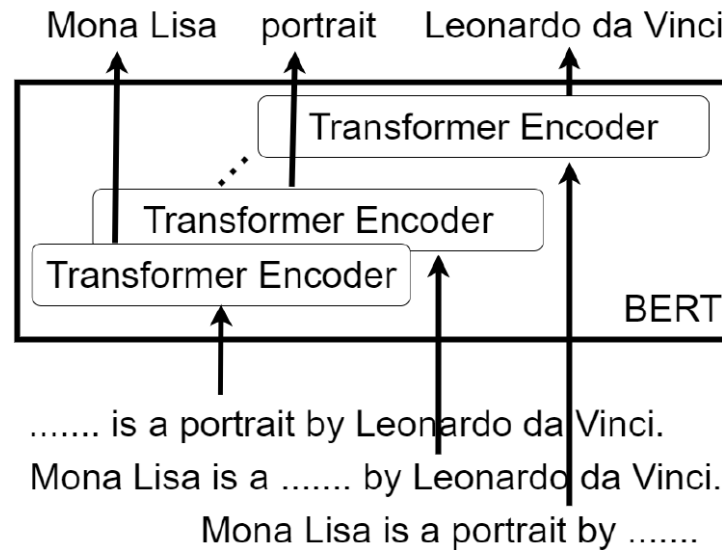 Mona Lisa portrait Leonardo da Vinci
Transformer Encoder
Transformer Encoder
Transformer Encoder
BERT
....... is a portrait by Leonardo da Vinci.
Mona Lisa is a ....... by Leonardo da Vinci.
Mona Lisa is a portrait by .......